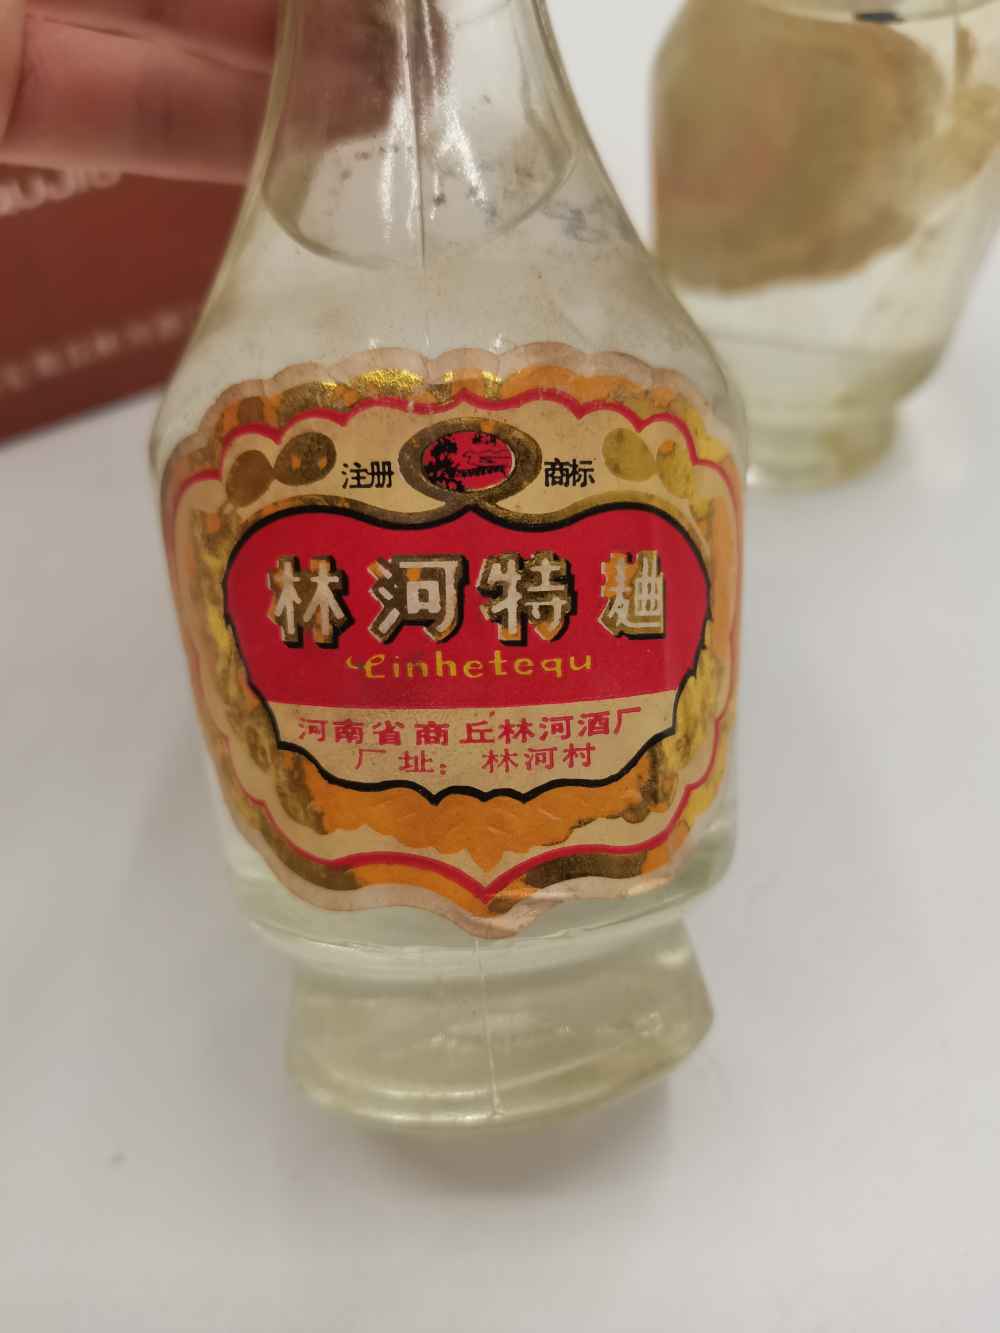 注册 商标
林河特麯
Linhetequ
河南省商丘林河酒厂
厂址：林河村